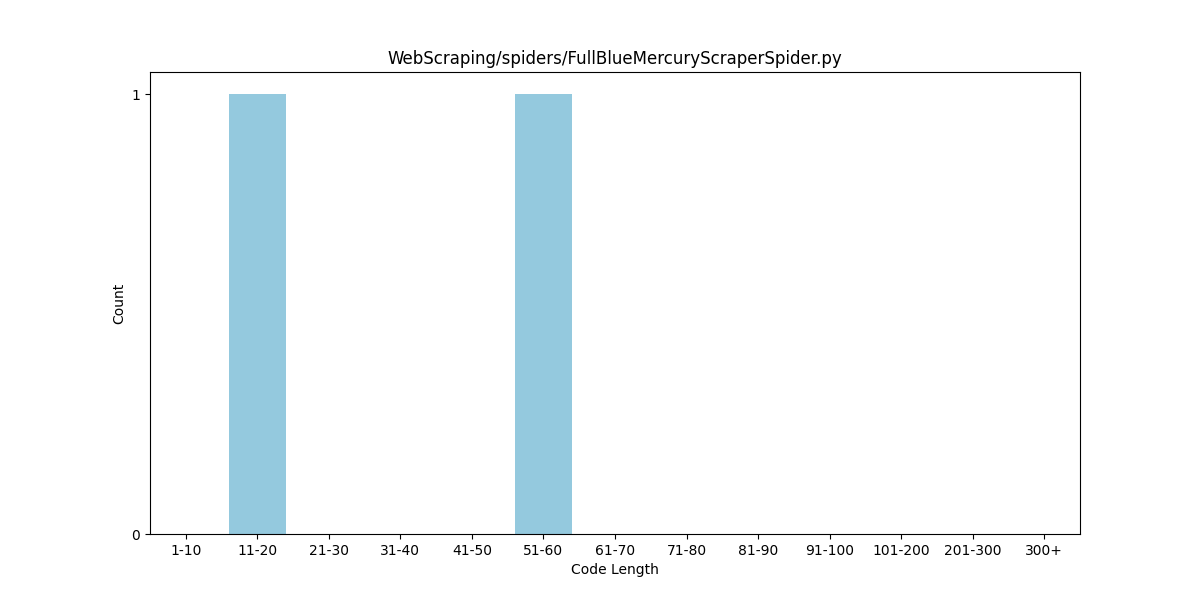 WebScraping/spiders/FullBlueMercuryScraperSpider.py
1
Count
0
1-10 11-20 21-30 31-40 41-50 51-60 61-70 71-80 81-90 91-100 101-200 201-300 300+
Code Length